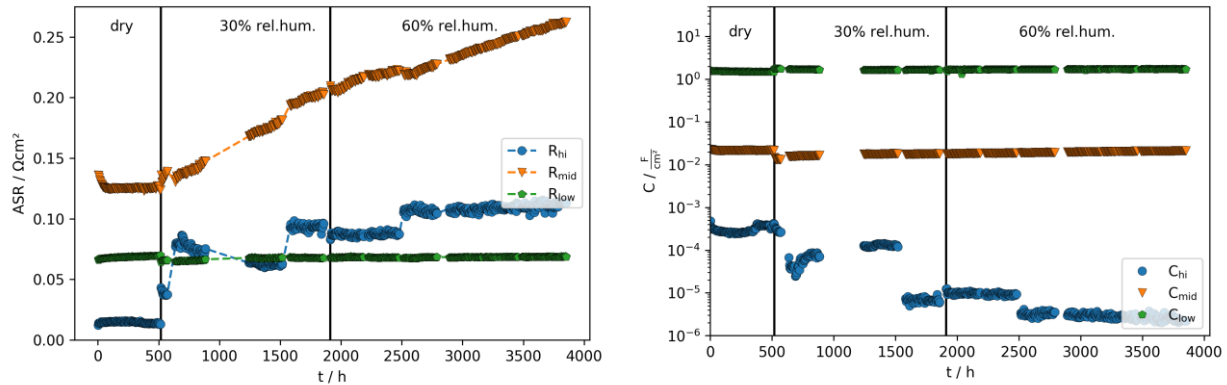 dry
30% rel.hum.
60% rel.hum.
0.25
0.20
0.15
0.10
0.05
0.00
ASR / Ωcm²
R_hi
R_mid
R_low
0 500 1000 1500 2000 2500 3000 3500 4000
t / h
dry
30% rel.hum.
60% rel.hum.
10¹
10⁰
10⁻¹
10⁻²
10⁻³
10⁻⁴
10⁻⁵
10⁻⁶
C / F/cm²
C_hi
C_mid
C_low
0 500 1000 1500 2000 2500 3000 3500 4000
t / h